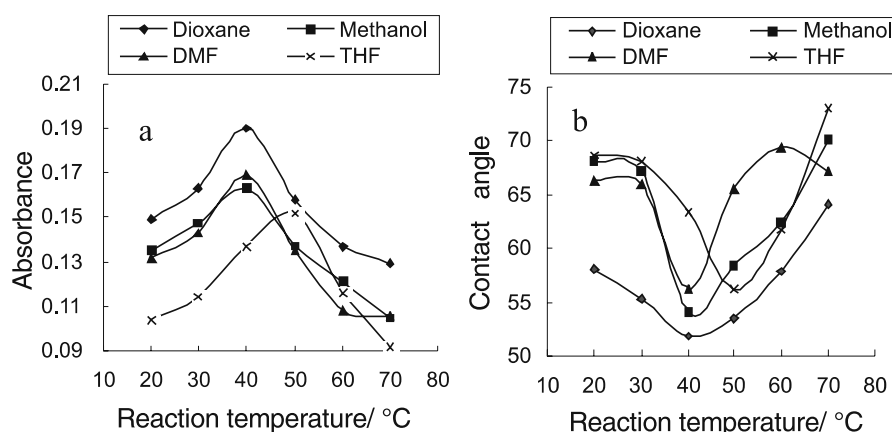 Dioxane Methanol
DMF THF
0.21
0.19
0.17
0.15
0.13
0.11
0.09
a
Absorbance
10 20 30 40 50 60 70 80
Reaction temperature/ °C
Dioxane Methanol
DMF THF
75
70
65
60
55
50
b
Contact angle
10 20 30 40 50 60 70 80
Reaction temperature/ °C